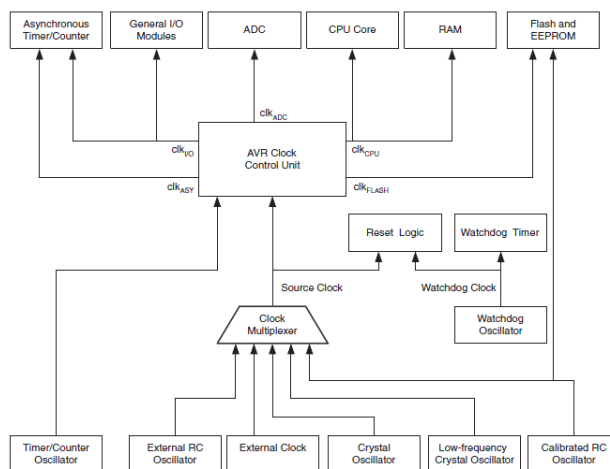 Asynchronous
Timer/Counter
General I/O
Modules
ADC
CPU Core
RAM
Flash and
EEPROM
clkADC
clkI/O
AVR Clock
Control Unit
clkCPU
clkASY
clkFLASH
Reset Logic
Watchdog Timer
Source Clock
Watchdog Clock
Clock
Multiplexer
Watchdog
Oscillator
Timer/Counter
Oscillator
External RC
Oscillator
External Clock
Crystal
Oscillator
Low-frequency
Crystal Oscillator
Calibrated RC
Oscillator